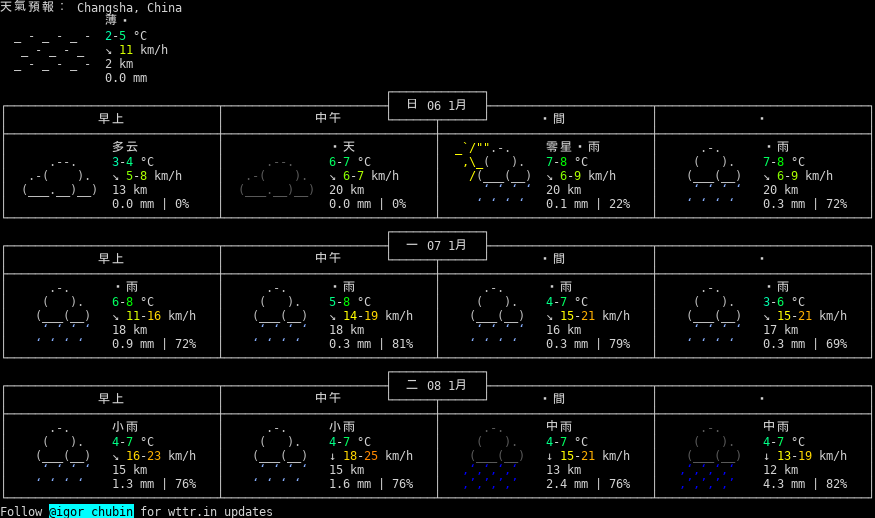 天氣預報： Changsha, China
薄・
2-5 °C
↘ 11 km/h
2 km
0.0 mm
日 06 1月
早上 中午 ・間 ・
多云 ・天 零星・雨 ・雨
3-4 °C 6-7 °C 7-8 °C 7-8 °C
↘ 5-8 km/h ↘ 6-7 km/h ↘ 6-9 km/h ↘ 6-9 km/h
13 km 20 km 20 km 20 km
0.0 mm | 0% 0.0 mm | 0% 0.1 mm | 22% 0.3 mm | 72%
一 07 1月
早上 中午 ・間 ・
・雨 ・雨 ・雨 ・雨
6-8 °C 5-8 °C 4-7 °C 3-6 °C
↘ 11-16 km/h ↘ 14-19 km/h ↘ 15-21 km/h ↘ 15-21 km/h
18 km 18 km 16 km 17 km
0.9 mm | 72% 0.3 mm | 81% 0.3 mm | 79% 0.3 mm | 69%
二 08 1月
早上 中午 ・間 ・
小雨 小雨 中雨 中雨
4-7 °C 4-7 °C 4-7 °C 4-7 °C
↘ 16-23 km/h ↓ 18-25 km/h ↓ 15-21 km/h ↓ 13-19 km/h
15 km 15 km 13 km 12 km
1.3 mm | 76% 1.6 mm | 76% 2.4 mm | 76% 4.3 mm | 82%
Follow @igor_chubin for wttr.in updates